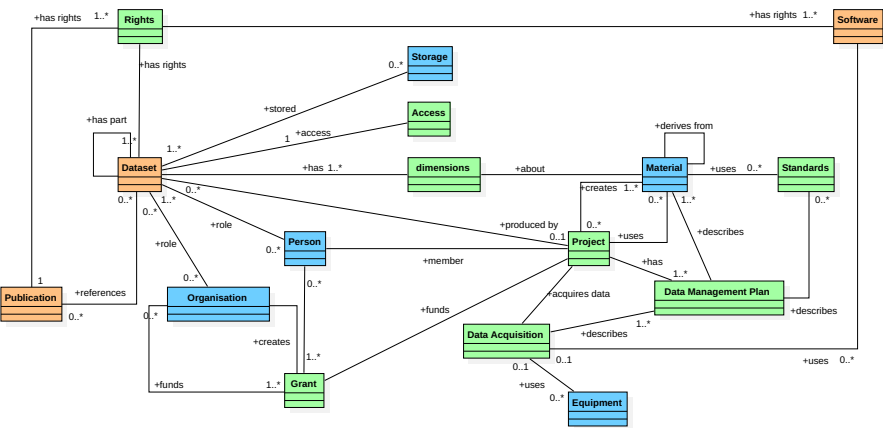 +has rights 1..*
Rights
+has rights 1..*
Software
+has rights
Storage
0..*
+stored
Access
1 +access
+has part
1..*
1..*
+derives from
Dataset
+has 1..*
dimensions
+about
Material
+uses 0..*
Standards
+creates 1..*
0..* 1..*
0..*
0..*
0..* 1..*
0..*
0..*
+produced by
0..1
+role
+role
0..*
Person
Project
+uses
+describes
+member
+has
1..*
0..*
0..*
1
Publication
+references
0..*
Organisation
0..*
+acquires data
Data Management Plan
+describes
+funds
1..*
+describes
Data Acquisition
+creates
1..*
0..1
0..1
+uses 0..*
+funds
1..*
Grant
+uses
0..*
Equipment